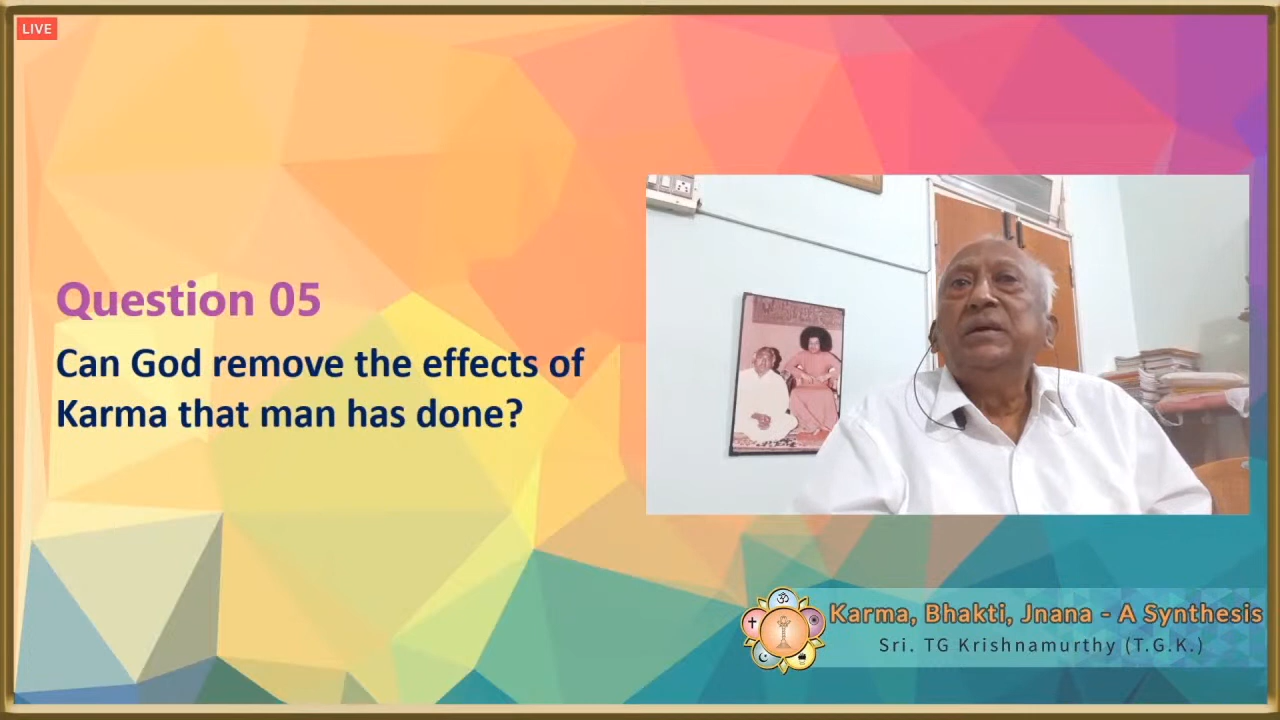 LIVE
Question 05
Can God remove the effects of
Karma that man has done?
Karma, Bhakti, Jnana - A Synthesis
Sri. TG Krishnamurthy (T.G.K.)